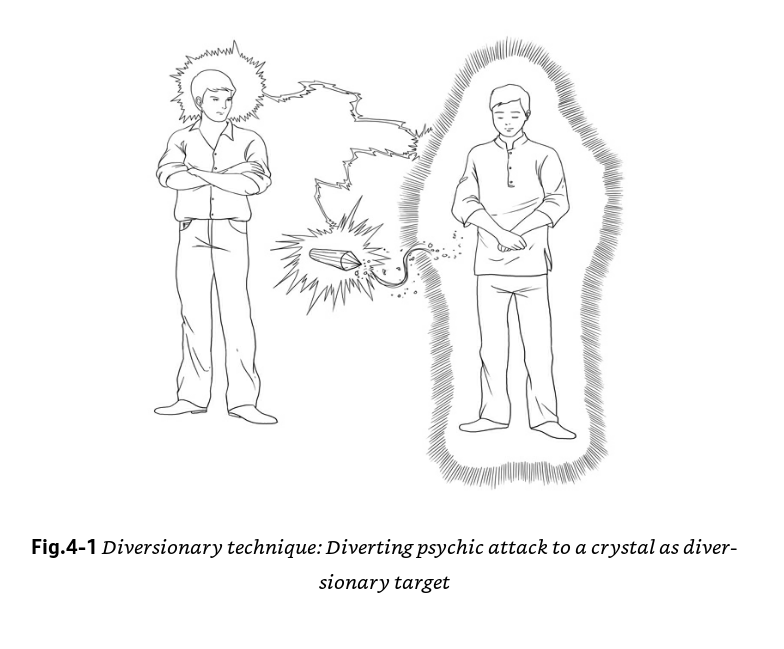 Fig.4-1 Diversionary technique: Diverting psychic attack to a crystal as diver-
sionary target